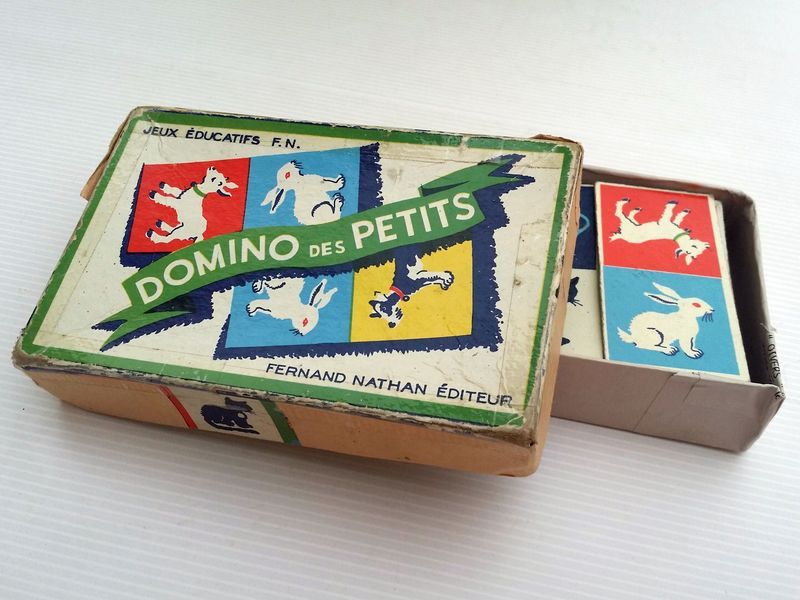 JEUX ÉDUCATIFS F.N.
DOMINO DES PETITS
FERNAND NATHAN ÉDITEUR